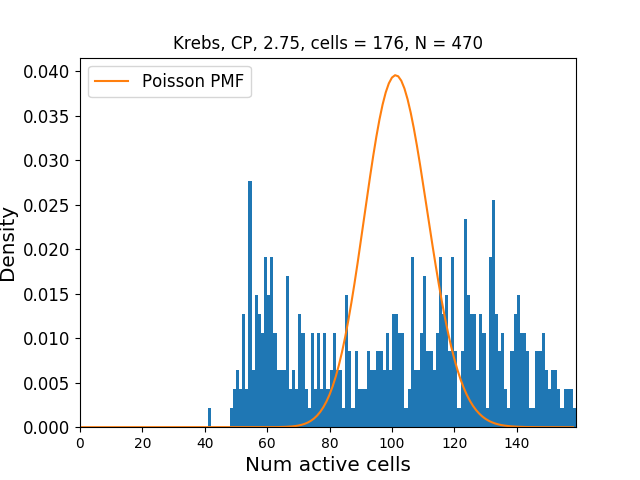 Krebs, CP, 2.75, cells = 176, N = 470
Poisson PMF
0.040
0.035
0.030
0.025
0.020
0.015
0.010
0.005
0.000
Density
0 20 40 60 80 100 120 140
Num active cells